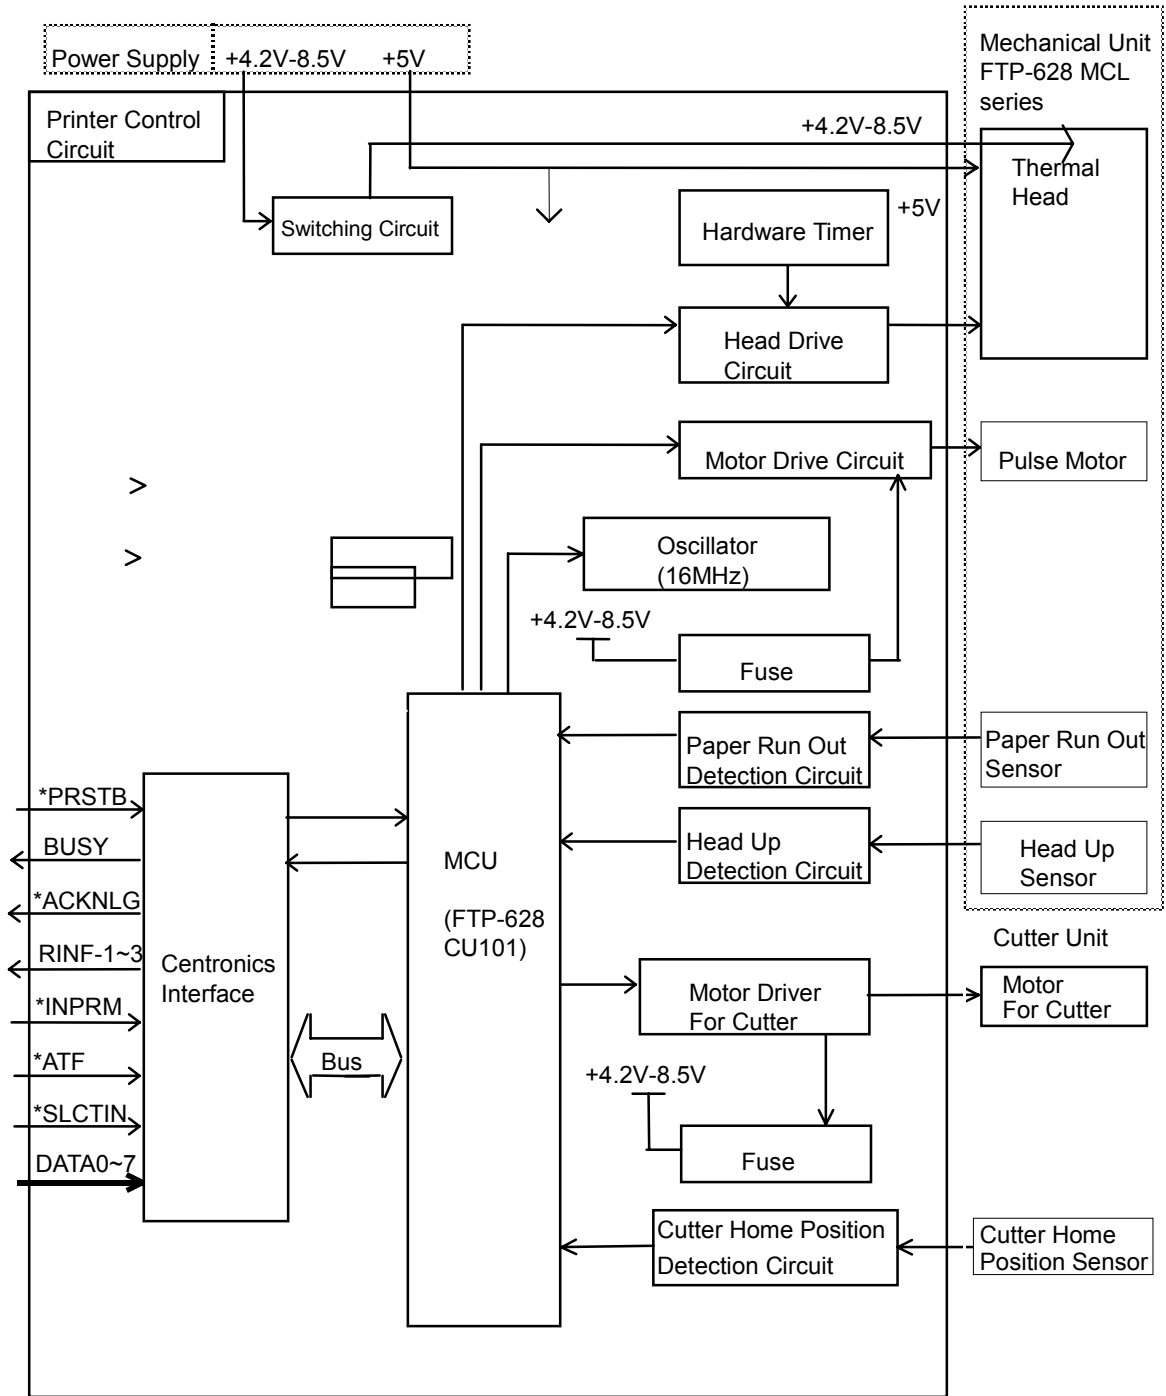 Power Supply +4.2V-8.5V +5V
Mechanical Unit
FTP-628 MCL
series
Printer Control
Circuit
+4.2V-8.5V
Thermal
Head
Switching Circuit
Hardware Timer
+5V
Head Drive
Circuit
Motor Drive Circuit
Pulse Motor
Oscillator
(16MHz)
+4.2V-8.5V
Fuse
Paper Run Out
Detection Circuit
Paper Run Out
Sensor
Head Up
Detection Circuit
Head Up
Sensor
*PRSTB
BUSY
*ACKNLG
RINF-1~3
*INPRM
*ATF
*SLCTIN
DATA0~7
Centronics
Interface
Bus
MCU
(FTP-628
CU101)
Cutter Unit
Motor Driver
For Cutter
Motor
For Cutter
+4.2V-8.5V
Fuse
Cutter Home Position
Detection Circuit
Cutter Home
Position Sensor